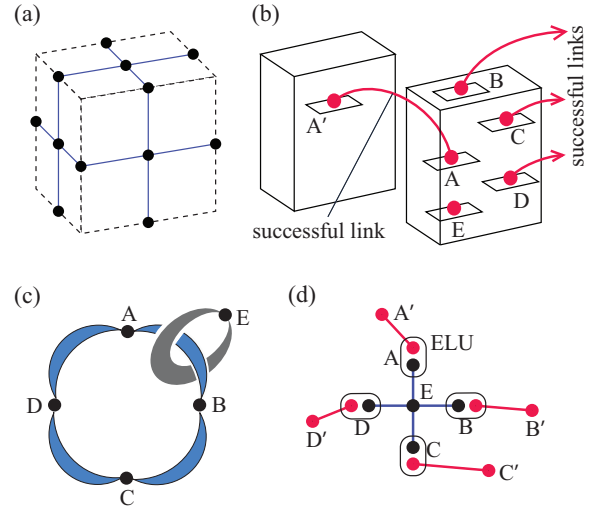 (a)
(b)
A′
successful link
B
C
A
D
E
successful links
(c)
A
E
D
B
C
(d)
A′
ELU
A
E
D
B
D′
B′
C
C′